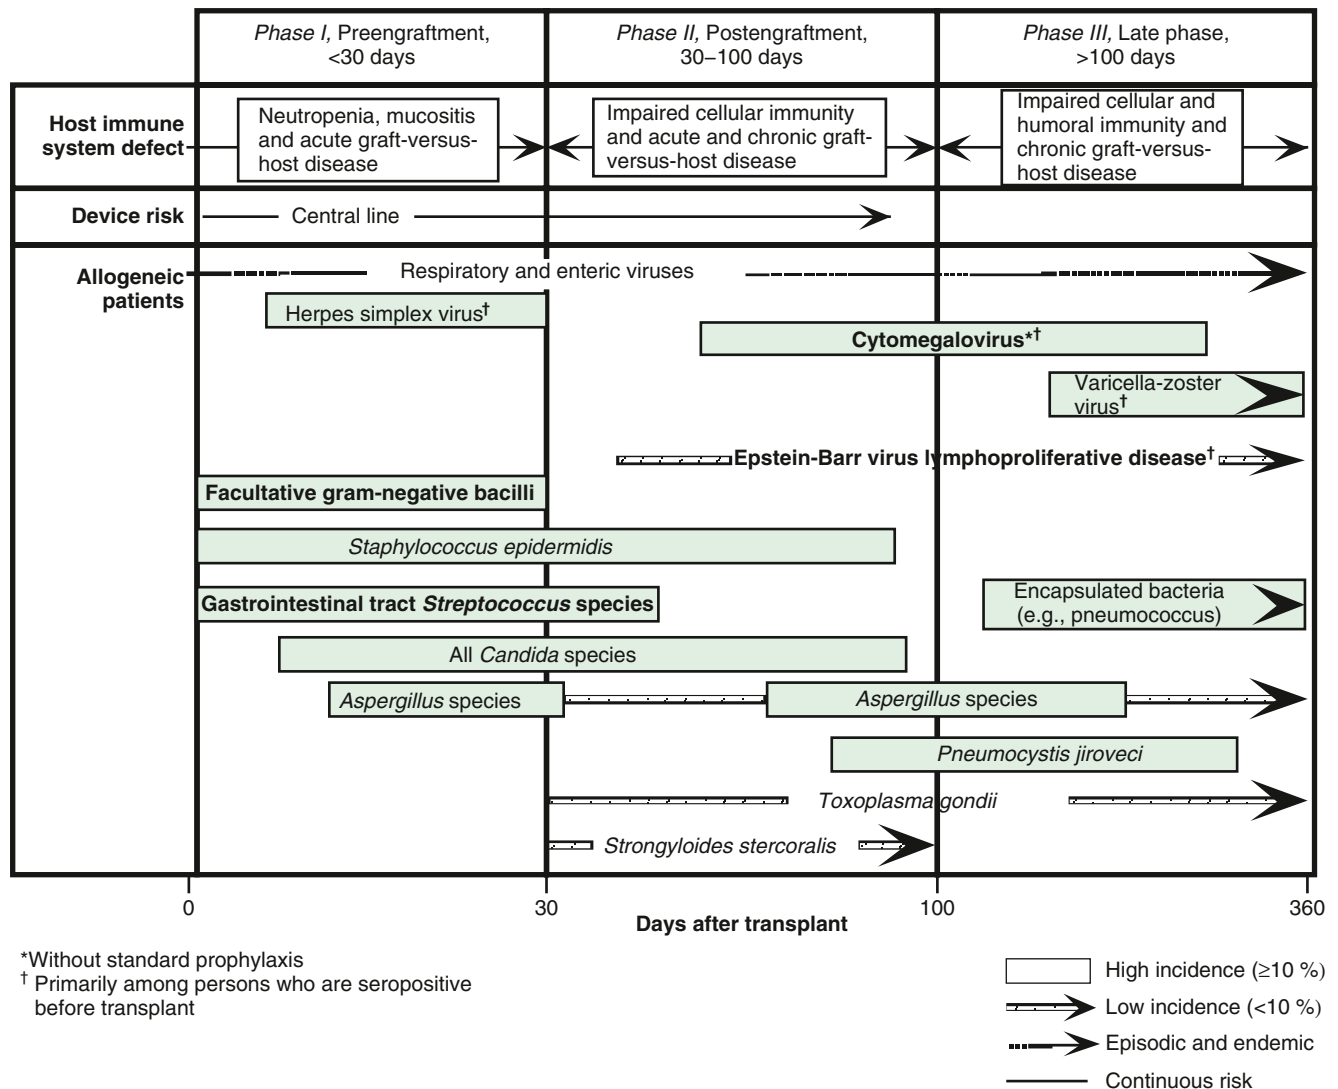 Phase I, Preengraftment,
<30 days
Phase II, Postengraftment,
30–100 days
Phase III, Late phase,
>100 days
Host immune
system defect
Neutropenia, mucositis
and acute graft-versus-
host disease
Impaired cellular immunity
and acute and chronic graft-
versus-host disease
Impaired cellular and
humoral immunity and
chronic graft-versus-
host disease
Device risk
Central line
Allogeneic
patients
Respiratory and enteric viruses
Herpes simplex virus†
Cytomegalovirus*†
Varicella-zoster
virus†
Epstein-Barr virus lymphoproliferative disease†
Facultative gram-negative bacilli
Staphylococcus epidermidis
Gastrointestinal tract Streptococcus species
Encapsulated bacteria
(e.g., pneumococcus)
All Candida species
Aspergillus species
Aspergillus species
Pneumocystis jiroveci
Toxoplasma gondii
Strongyloides stercoralis
0
30
100
360
Days after transplant
*Without standard prophylaxis
† Primarily among persons who are seropositive
before transplant
High incidence (≥10 %)
Low incidence (<10 %)
Episodic and endemic
Continuous risk